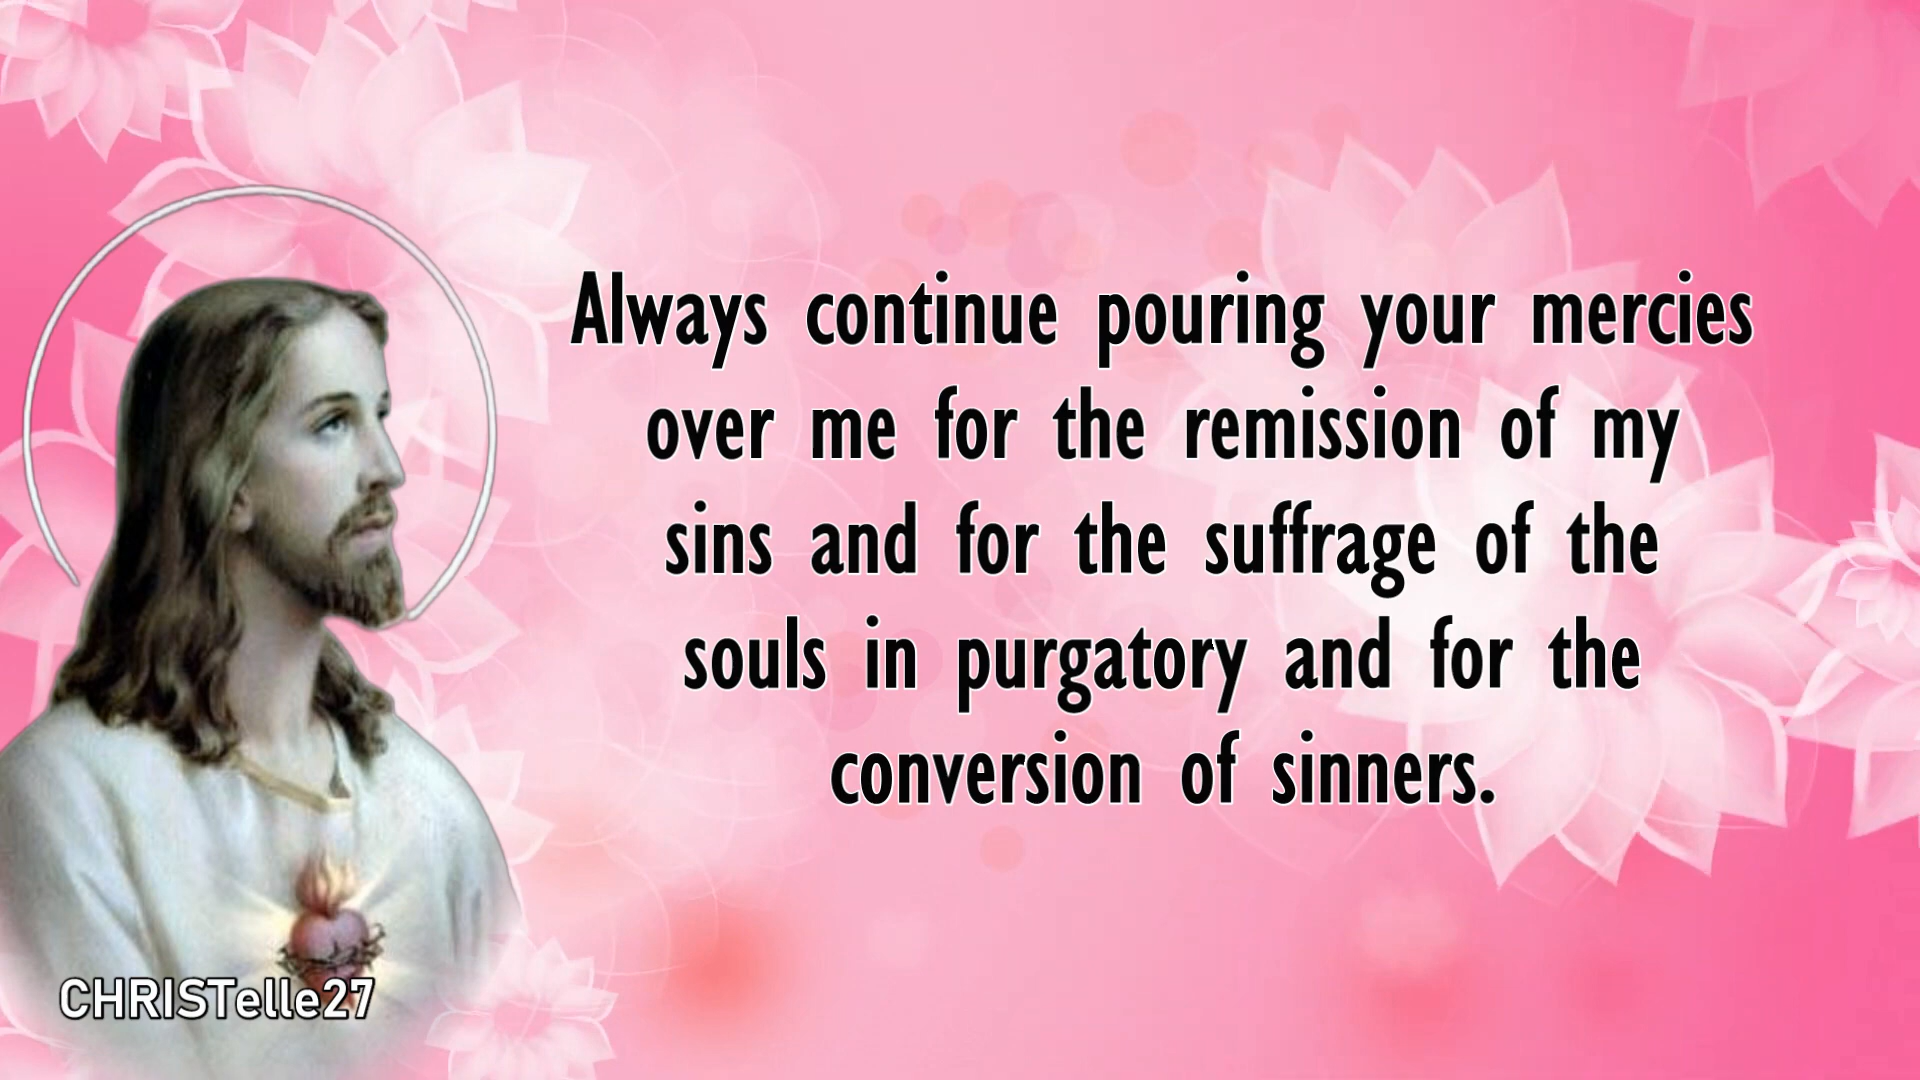 Always continue pouring your mercies
over me for the remission of my
sins and for the suffrage of the
souls in purgatory and for the
conversion of sinners.
CHRISTelle27